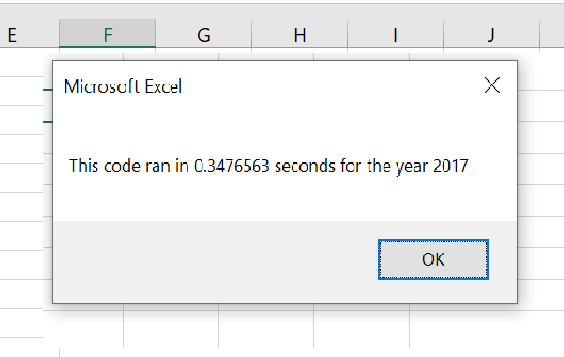 E F G H I J
Microsoft Excel
This code ran in 0.3476563 seconds for the year 2017
OK